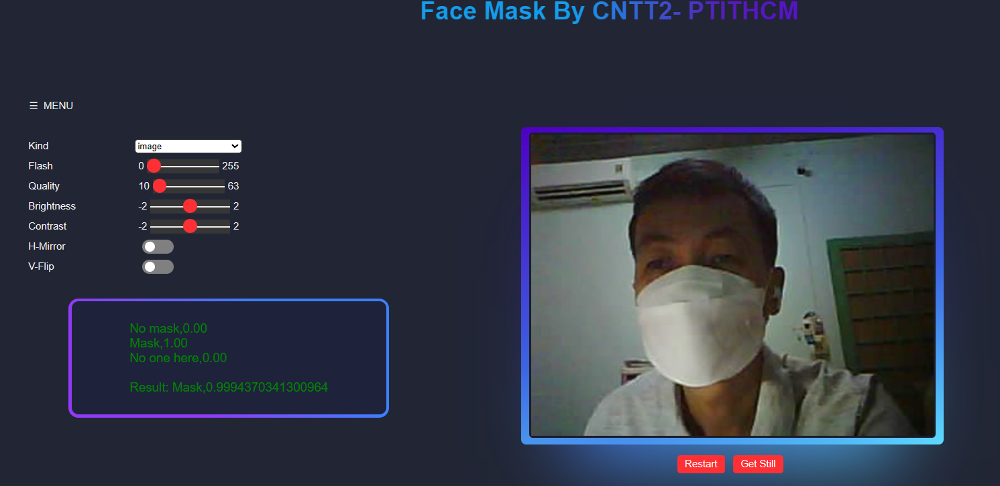 Face Mask By CNTT2- PTITHCM
☰ MENU
Kind image
Flash 0 255
Quality 10 63
Brightness -2 2
Contrast -2 2
H-Mirror
V-Flip
No mask,0.00
Mask,1.00
No one here,0.00
Result: Mask,0.9994370341300964
Restart Get Still